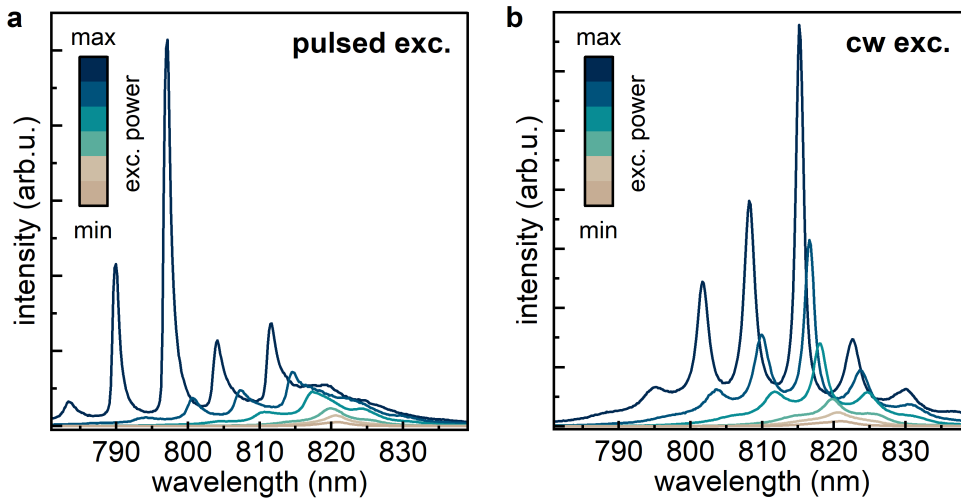 a
pulsed exc.
max
exc. power
min
intensity (arb.u.)
790 800 810 820 830
wavelength (nm)
b
cw exc.
max
exc. power
min
intensity (arb.u.)
790 800 810 820 830
wavelength (nm)